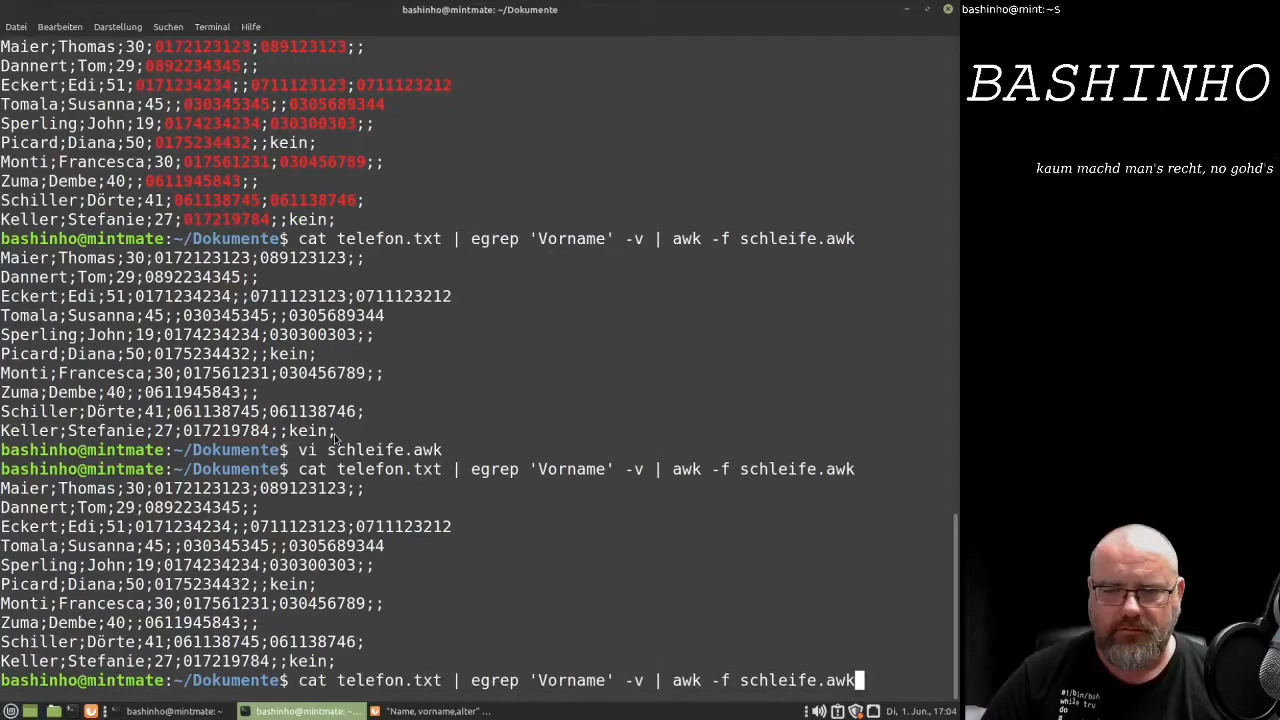 bashinho@mintmate: ~/Dokumente
Datei Bearbeiten Darstellung Suchen Terminal Hilfe
Maier;Thomas;30;0172123123;089123123;;
Dannert;Tom;29;0892234345;;
Eckert;Edi;51;0171234234;;0711123123;0711123212
Tomala;Susanna;45;;030345345;;0305689344
Sperling;John;19;0174234234;030300303;;
Picard;Diana;50;0175234432;;kein;
Monti;Francesca;30;017561231;030456789;;
Zuma;Dembe;40;;0611945843;;
Schiller;Dörte;41;061138745;061138746;
Keller;Stefanie;27;017219784;;kein;
bashinho@mintmate:~/Dokumente$ cat telefon.txt | egrep 'Vorname' -v | awk -f schleife.awk
Maier;Thomas;30;0172123123;089123123;;
Dannert;Tom;29;0892234345;;
Eckert;Edi;51;0171234234;;0711123123;0711123212
Tomala;Susanna;45;;030345345;;0305689344
Sperling;John;19;0174234234;030300303;;
Picard;Diana;50;0175234432;;kein;
Monti;Francesca;30;017561231;030456789;;
Zuma;Dembe;40;;0611945843;;
Schiller;Dörte;41;061138745;061138746;
Keller;Stefanie;27;017219784;;kein;
bashinho@mintmate:~/Dokumente$ vi schleife.awk
bashinho@mintmate:~/Dokumente$ cat telefon.txt | egrep 'Vorname' -v | awk -f schleife.awk
Maier;Thomas;30;0172123123;089123123;;
Dannert;Tom;29;0892234345;;
Eckert;Edi;51;0171234234;;0711123123;0711123212
Tomala;Susanna;45;;030345345;;0305689344
Sperling;John;19;0174234234;030300303;;
Picard;Diana;50;0175234432;;kein;
Monti;Francesca;30;017561231;030456789;;
Zuma;Dembe;40;;0611945843;;
Schiller;Dörte;41;061138745;061138746;
Keller;Stefanie;27;017219784;;kein;
bashinho@mintmate:~/Dokumente$ cat telefon.txt | egrep 'Vorname' -v | awk -f schleife.awk
bashinho@mintmate: ~
bashinho@mintmate: ~...
"Name, vorname,alter" ...
Di, 1. Jun., 17:04
bashinho@mint:~$
BASHINHO
kaum machd man's recht, no gohd's
#!/bin/bash
while tru
do